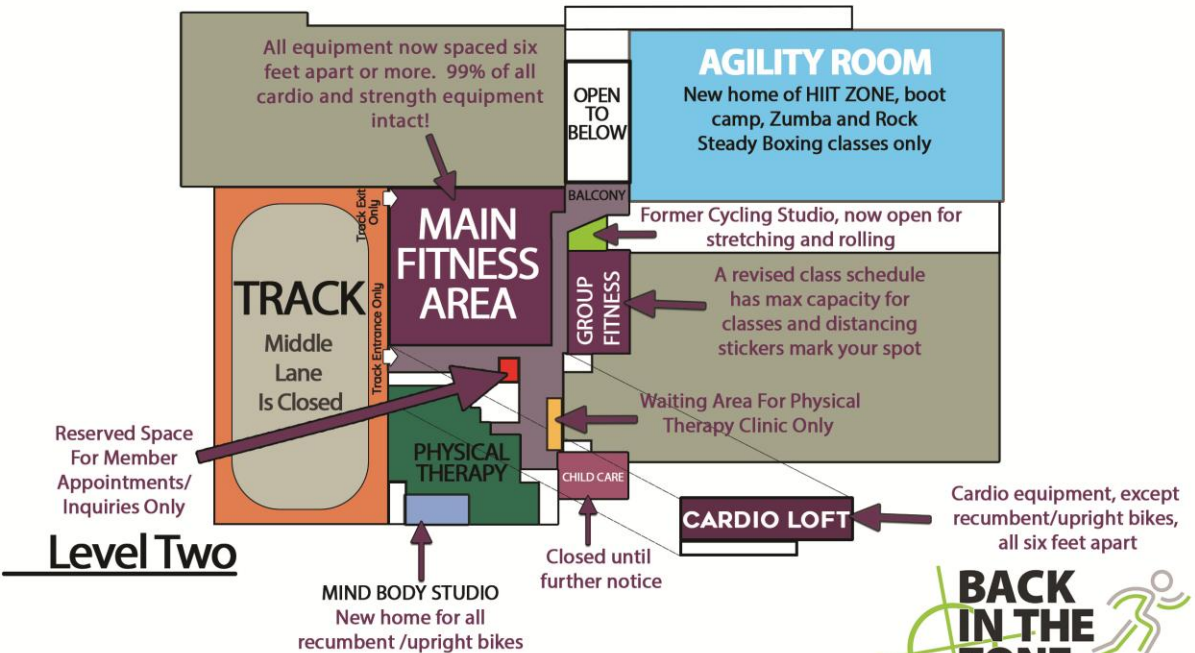 All equipment now spaced six
feet apart or more. 99% of all
cardio and strength equipment
intact!
OPEN
TO
BELOW
AGILITY ROOM
New home of HIIT ZONE, boot
camp, Zumba and Rock
Steady Boxing classes only
BALCONY
Track Exit
Only
MAIN
FITNESS
AREA
Former Cycling Studio, now open for
stretching and rolling
GROUP
FITNESS
A revised class schedule
has max capacity for
classes and distancing
stickers mark your spot
TRACK
Middle
Lane
Is Closed
Track Entrance Only
Waiting Area For Physical
Therapy Clinic Only
Reserved Space
For Member
Appointments/
Inquiries Only
PHYSICAL
THERAPY
CHILD CARE
CARDIO LOFT
Cardio equipment, except
recumbent/upright bikes,
all six feet apart
Level Two
Closed until
further notice
MIND BODY STUDIO
New home for all
recumbent /upright bikes
BACK
IN THE
ZONE